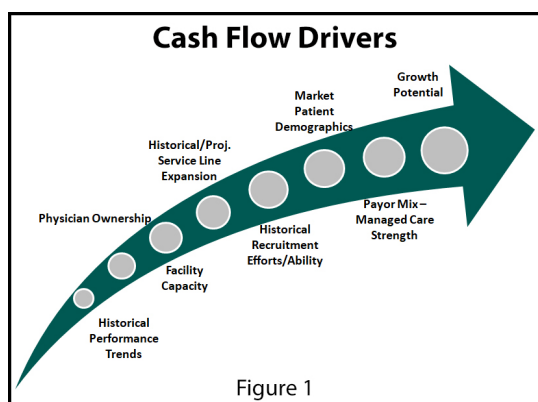 Cash Flow Drivers
Growth
Potential
Market
Patient
Demographics
Historical/Proj.
Service Line
Expansion
Physician Ownership
Payor Mix –
Managed Care
Strength
Historical
Recruitment
Efforts/Ability
Facility
Capacity
Historical
Performance
Trends
Figure 1